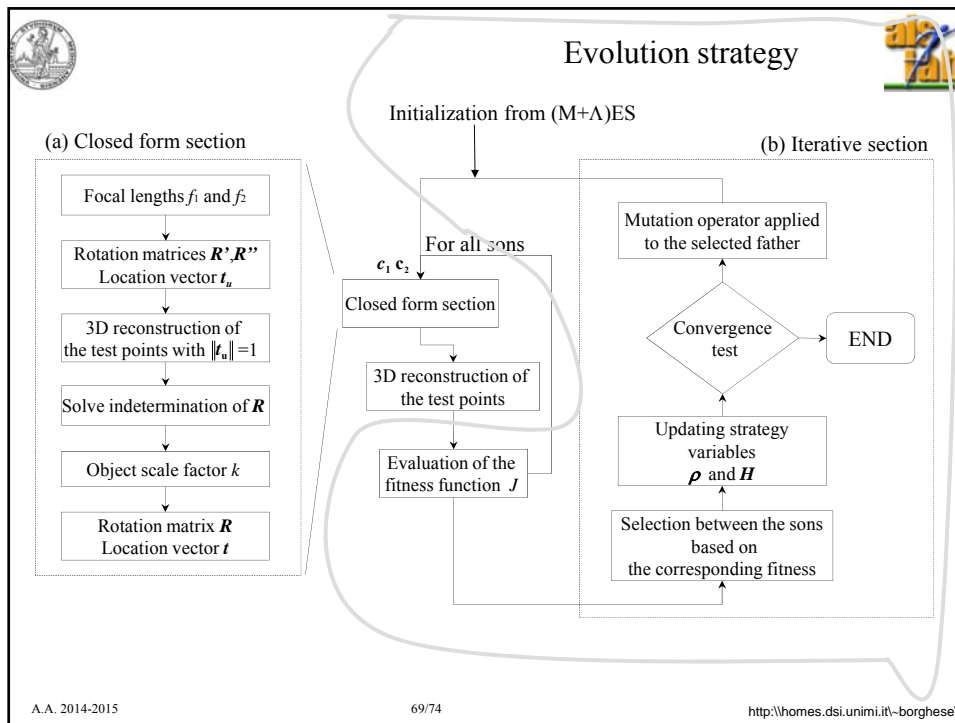 Evolution strategy
Initialization from (M+Λ)ES
(a) Closed form section
Focal lengths f1 and f2
Rotation matrices R’,R’’
Location vector tu
3D reconstruction of
the test points with ||tu|| =1
Solve indetermination of R
Object scale factor k
Rotation matrix R
Location vector t
For all sons
c1 c2
Closed form section
3D reconstruction of
the test points
Evaluation of the
fitness function J
(b) Iterative section
Mutation operator applied
to the selected father
Convergence
test
END
Updating strategy
variables
ρ and H
Selection between the sons
based on
the corresponding fitness
A.A. 2014-2015
69/74
http:\\homes.dsi.unimi.it\~borghese\